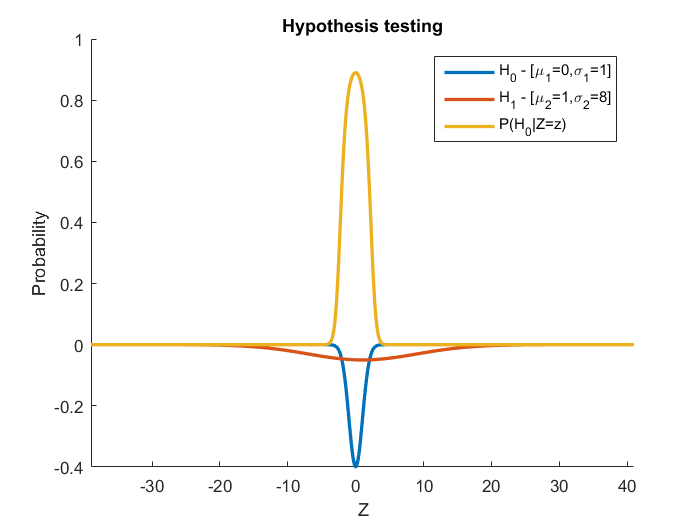 Hypothesis testing
H₀ - [μ₁=0,σ₁=1]
H₁ - [μ₂=1,σ₂=8]
P(H₀|Z=z)
Probability
1
0.8
0.6
0.4
0.2
0
-0.2
-0.4
-30 -20 -10 0 10 20 30 40
Z